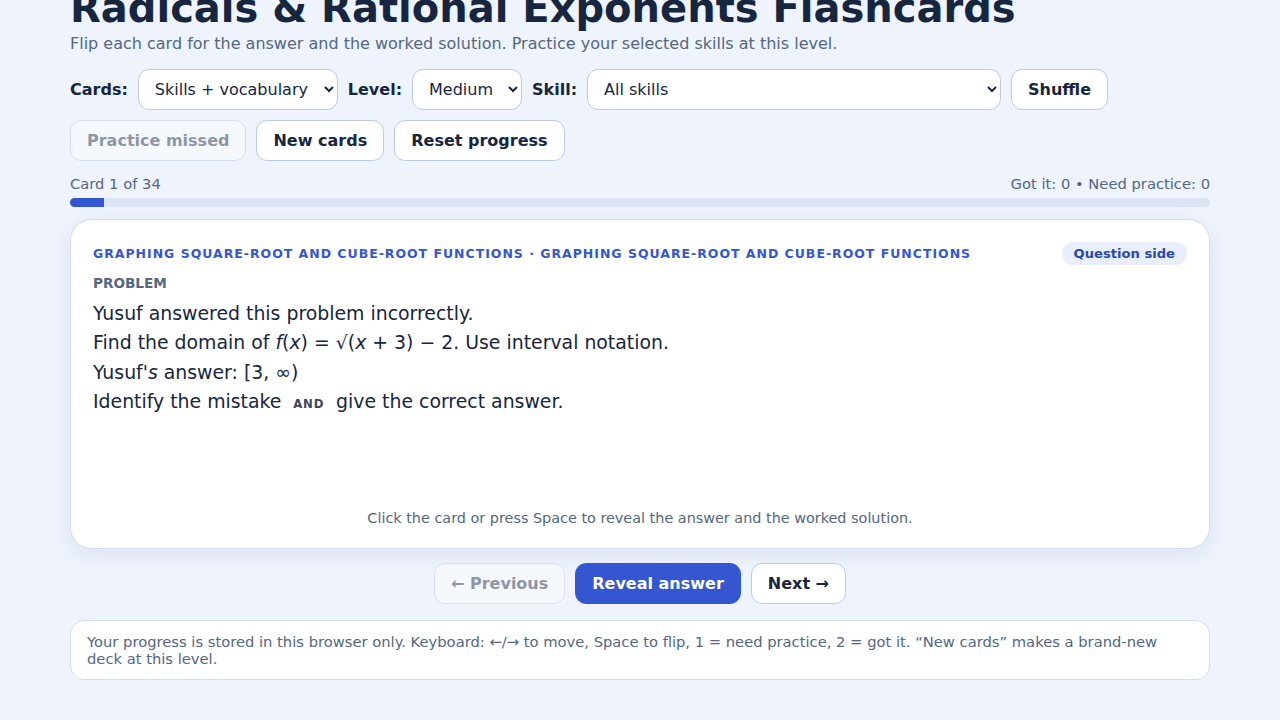 Radicals & Rational Exponents Flashcards
Flip each card for the answer and the worked solution. Practice your selected skills at this level.
Cards: Skills + vocabulary Level: Medium Skill: All skills Shuffle
Practice missed New cards Reset progress
Card 1 of 34 Got it: 0 • Need practice: 0
GRAPHING SQUARE-ROOT AND CUBE-ROOT FUNCTIONS · GRAPHING SQUARE-ROOT AND CUBE-ROOT FUNCTIONS Question side
PROBLEM
Yusuf answered this problem incorrectly.
Find the domain of f(x) = √(x + 3) − 2. Use interval notation.
Yusuf's answer: [3, ∞)
Identify the mistake AND give the correct answer.
Click the card or press Space to reveal the answer and the worked solution.
← Previous Reveal answer Next →
Your progress is stored in this browser only. Keyboard: ←/→ to move, Space to flip, 1 = need practice, 2 = got it. “New cards” makes a brand-new
deck at this level.